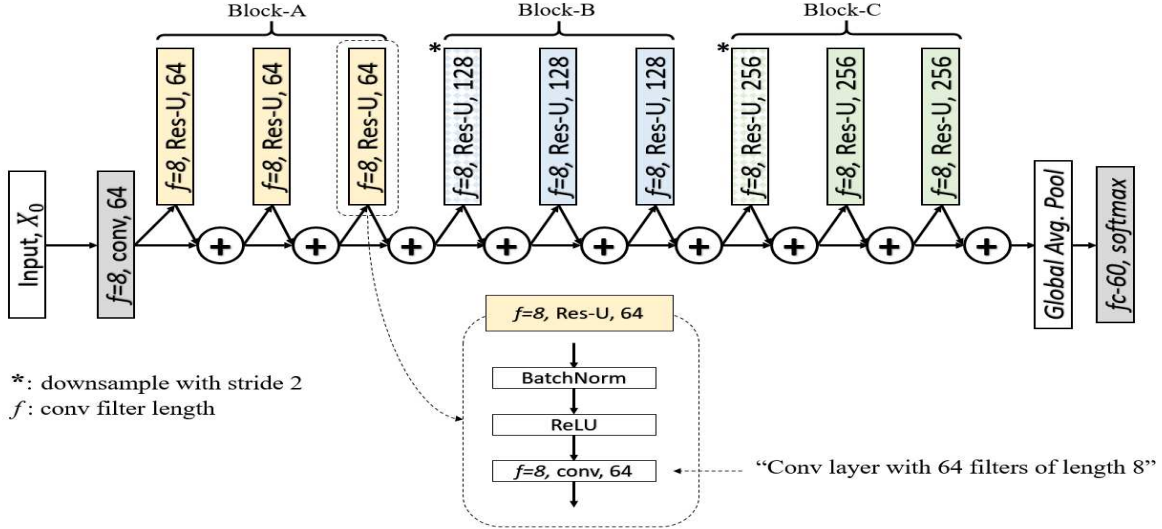 Block-A
Block-B
Block-C
*
*
Input, X₀
f=8, conv, 64
f=8, Res-U, 64
f=8, Res-U, 64
f=8, Res-U, 64
f=8, Res-U, 128
f=8, Res-U, 128
f=8, Res-U, 128
f=8, Res-U, 256
f=8, Res-U, 256
f=8, Res-U, 256
+
+
+
+
+
+
+
+
+
Global Avg. Pool
fc-60, softmax
f=8, Res-U, 64
BatchNorm
ReLU
f=8, conv, 64
*: downsample with stride 2
f : conv filter length
“Conv layer with 64 filters of length 8”